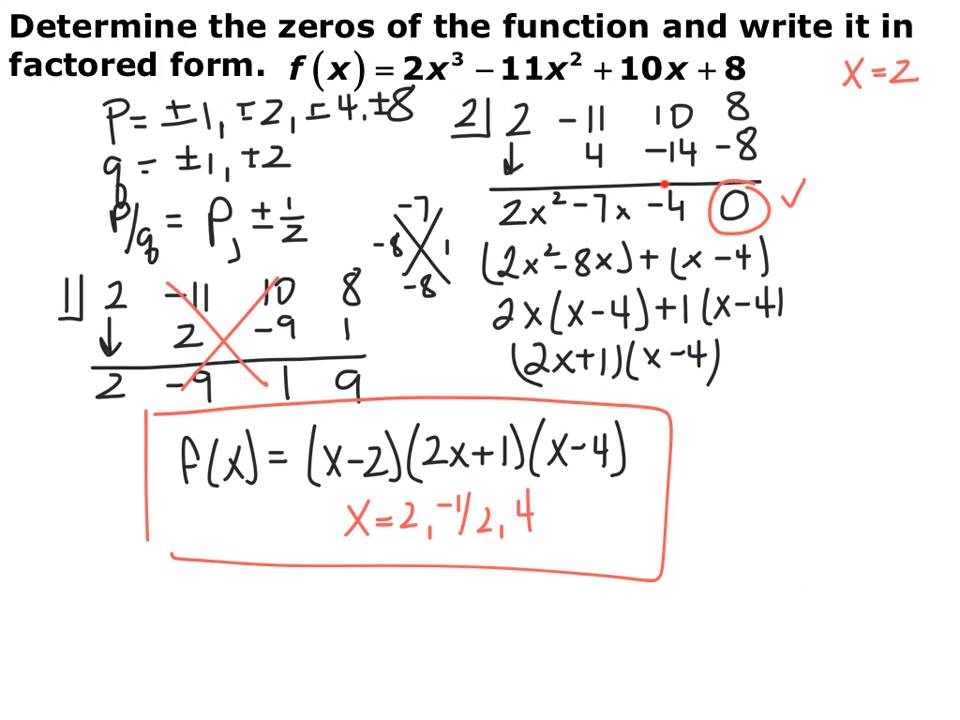 Determine the zeros of the function and write it in
factored form. f(x) = 2x³ − 11x² + 10x + 8
x = 2
P = ±1, ∓2, ±4, ±8
q = ±1, ∓2
P/q = P, ± 1/2
1| 2 −11 10 8
↓ 2 −9 1
2 −9 1 9
−7
−8 1
−8
2| 2 −11 10 8
↓ 4 −14 −8
2x² −7x −4 0 ✓
(2x² − 8x) + (x − 4)
2x(x − 4) + 1(x − 4)
(2x + 1)(x − 4)
f(x) = (x − 2)(2x + 1)(x − 4)
x = 2, −1/2, 4